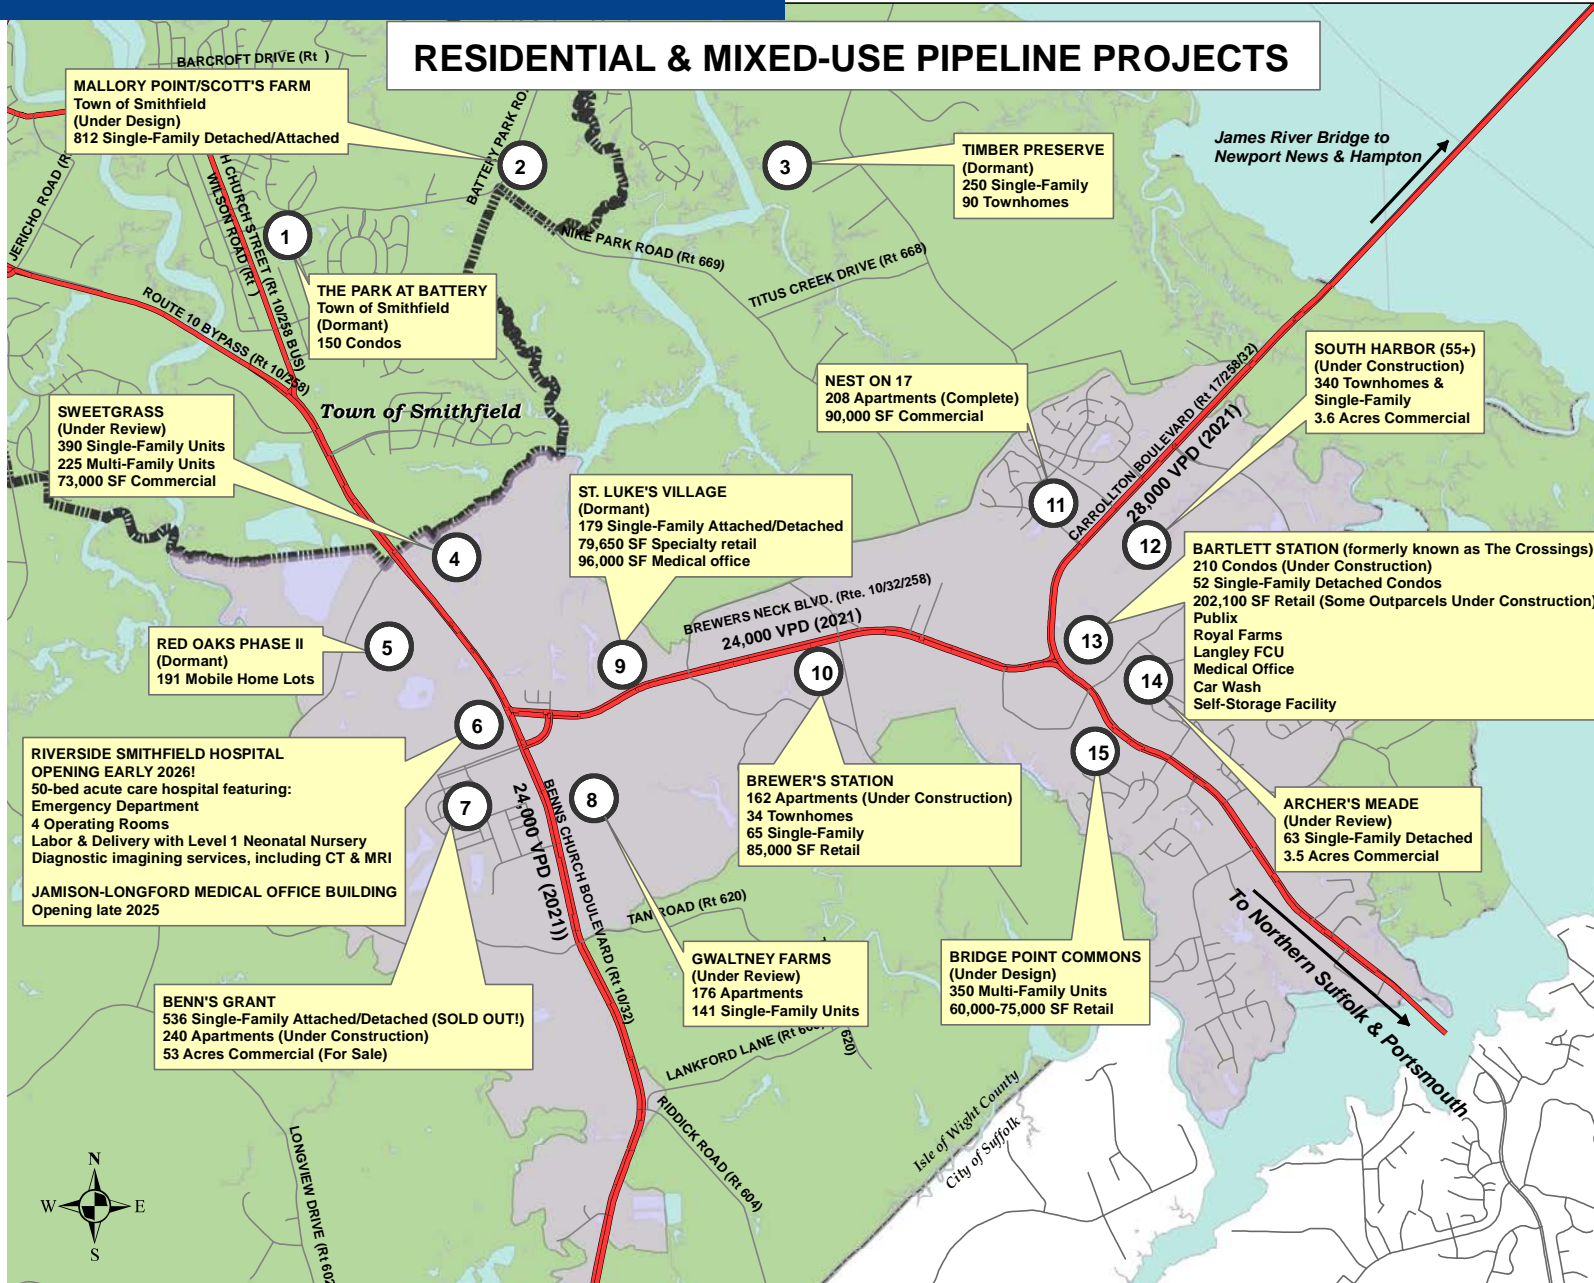 RESIDENTIAL & MIXED-USE PIPELINE PROJECTS
BARCROFT DRIVE (Rt )
MALLORY POINT/SCOTT'S FARM
Town of Smithfield
(Under Design)
812 Single-Family Detached/Attached
BATTERY PARK RO
2
3
TIMBER PRESERVE
(Dormant)
250 Single-Family
90 Townhomes
James River Bridge to
Newport News & Hampton
JERICHO ROAD (R
H CHURCH STREET (Rt 10/258 BUS)
WILSON ROAD (Rt )
1
NIKE PARK ROAD (Rt 669)
TITUS CREEK DRIVE (Rt 668)
THE PARK AT BATTERY
Town of Smithfield
(Dormant)
150 Condos
ROUTE 10 BYPASS (Rt 10/258)
Town of Smithfield
SWEETGRASS
(Under Review)
390 Single-Family Units
225 Multi-Family Units
73,000 SF Commercial
NEST ON 17
208 Apartments (Complete)
90,000 SF Commercial
SOUTH HARBOR (55+)
(Under Construction)
340 Townhomes &
Single-Family
3.6 Acres Commercial
CARROLLTON BOULEVARD (Rt 17/258/32)
28,000 VPD (2021)
ST. LUKE'S VILLAGE
(Dormant)
179 Single-Family Attached/Detached
79,650 SF Specialty retail
96,000 SF Medical office
11
12
4
BARTLETT STATION (formerly known as The Crossings)
210 Condos (Under Construction)
52 Single-Family Detached Condos
202,100 SF Retail (Some Outparcels Under Construction)
Publix
Royal Farms
Langley FCU
Medical Office
Car Wash
Self-Storage Facility
BREWERS NECK BLVD. (Rte. 10/32/258)
24,000 VPD (2021)
RED OAKS PHASE II
(Dormant)
191 Mobile Home Lots
5
9
10
13
14
6
15
RIVERSIDE SMITHFIELD HOSPITAL
OPENING EARLY 2026!
50-bed acute care hospital featuring:
Emergency Department
4 Operating Rooms
Labor & Delivery with Level 1 Neonatal Nursery
Diagnostic imagining services, including CT & MRI
JAMISON-LONGFORD MEDICAL OFFICE BUILDING
Opening late 2025
7
8
24,000 VPD (2021))
BENNS CHURCH BOULEVARD (Rt 10/32)
BREWER'S STATION
162 Apartments (Under Construction)
34 Townhomes
65 Single-Family
85,000 SF Retail
ARCHER'S MEADE
(Under Review)
63 Single-Family Detached
3.5 Acres Commercial
TAN ROAD (Rt 620)
To Northern Suffolk & Portsmouth
GWALTNEY FARMS
(Under Review)
176 Apartments
141 Single-Family Units
BRIDGE POINT COMMONS
(Under Design)
350 Multi-Family Units
60,000-75,000 SF Retail
BENN'S GRANT
536 Single-Family Attached/Detached (SOLD OUT!)
240 Apartments (Under Construction)
53 Acres Commercial (For Sale)
LANKFORD LANE (Rt 66
620)
RIDDICK ROAD (Rt 604)
Isle of Wight County
City of Suffolk
LONGVIEW DRIVE (Rt 602
N
W E
S